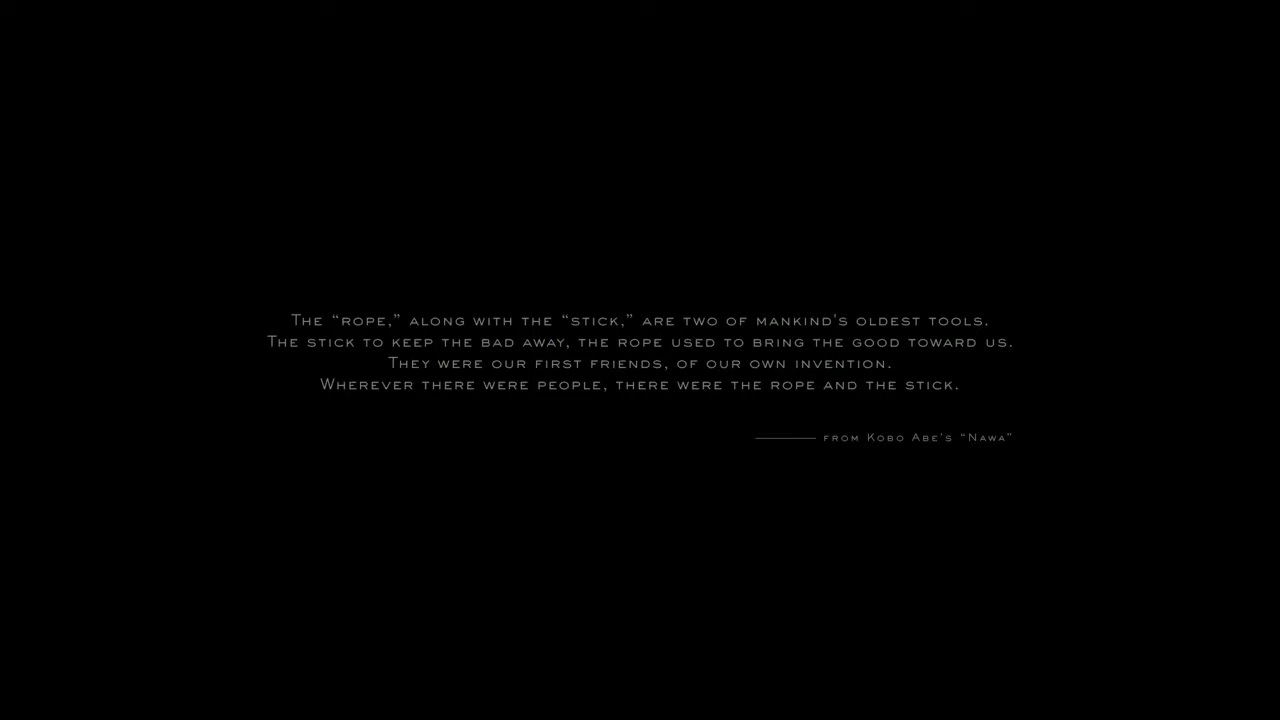 The “rope,” along with the “stick,” are two of mankind's oldest tools.
The stick to keep the bad away, the rope used to bring the good toward us.
They were our first friends, of our own invention.
Wherever there were people, there were the rope and the stick.
——— from Kobo Abe's “Nawa”